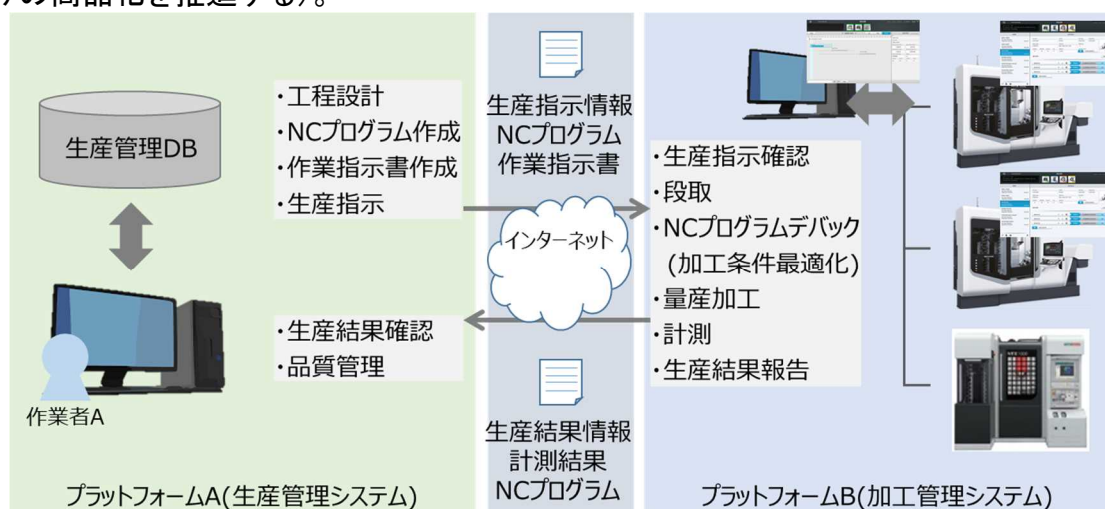 の商品化を推進する)。
生産管理DB
作業者A
・工程設計
・NCプログラム作成
・作業指示書作成
・生産指示
・生産結果確認
・品質管理
プラットフォームA(生産管理システム)
生産指示情報
NCプログラム
作業指示書
インターネット
生産結果情報
計測結果
NCプログラム
・生産指示確認
・段取
・NCプログラムデバック
(加工条件最適化)
・量産加工
・計測
・生産結果報告
プラットフォームB(加工管理システム)